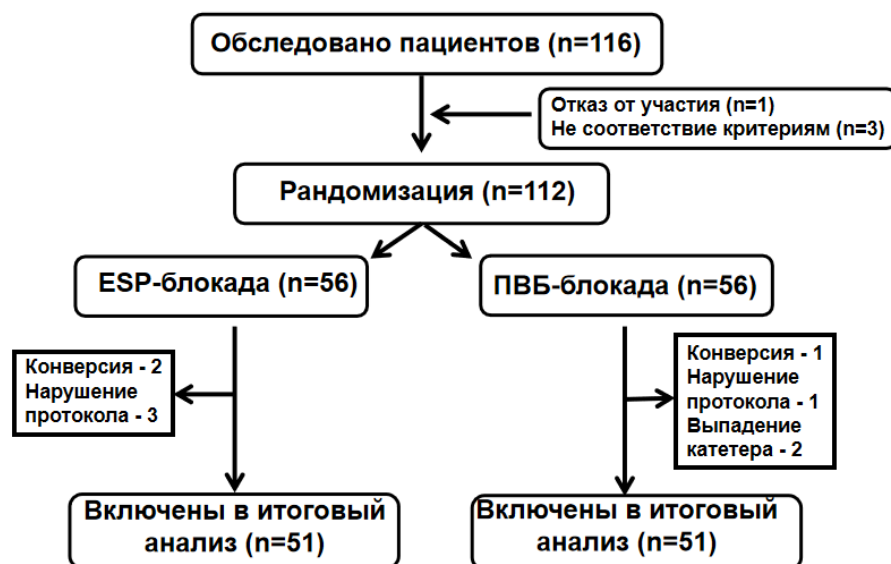 Обследовано пациентов (n=116)
Отказ от участия (n=1)
Не соответствие критериям (n=3)
Рандомизация (n=112)
ESP-блокада (n=56)
ПВБ-блокада (n=56)
Конверсия - 2
Нарушение
протокола - 3
Конверсия - 1
Нарушение
протокола - 1
Выпадение
катетера - 2
Включены в итоговый
анализ (n=51)
Включены в итоговый
анализ (n=51)